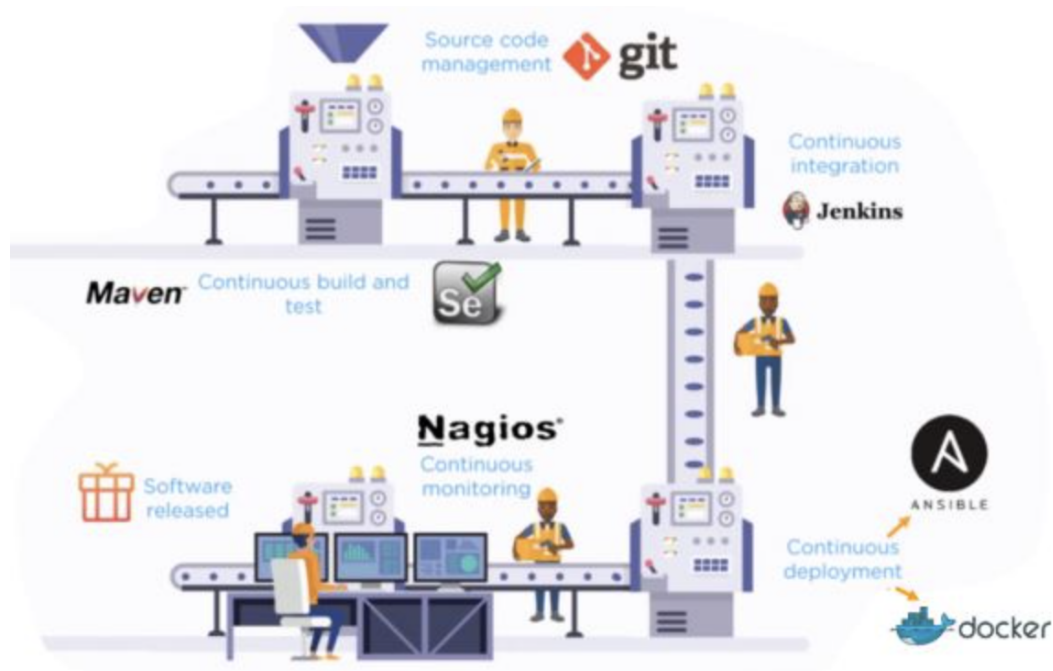 Source code
management
git
Continuous
integration
Jenkins
Maven
Continuous build and
test
Se
Nagios
Continuous
monitoring
Software
released
ANSIBLE
Continuous
deployment
docker